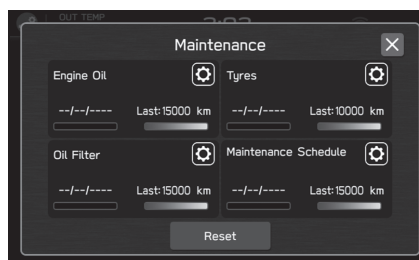 OUT TEMP
Maintenance
Engine Oil
--/--/---- Last:15000 km
Tyres
--/--/---- Last:10000 km
Oil Filter
--/--/---- Last:15000 km
Maintenance Schedule
--/--/---- Last:15000 km
Reset